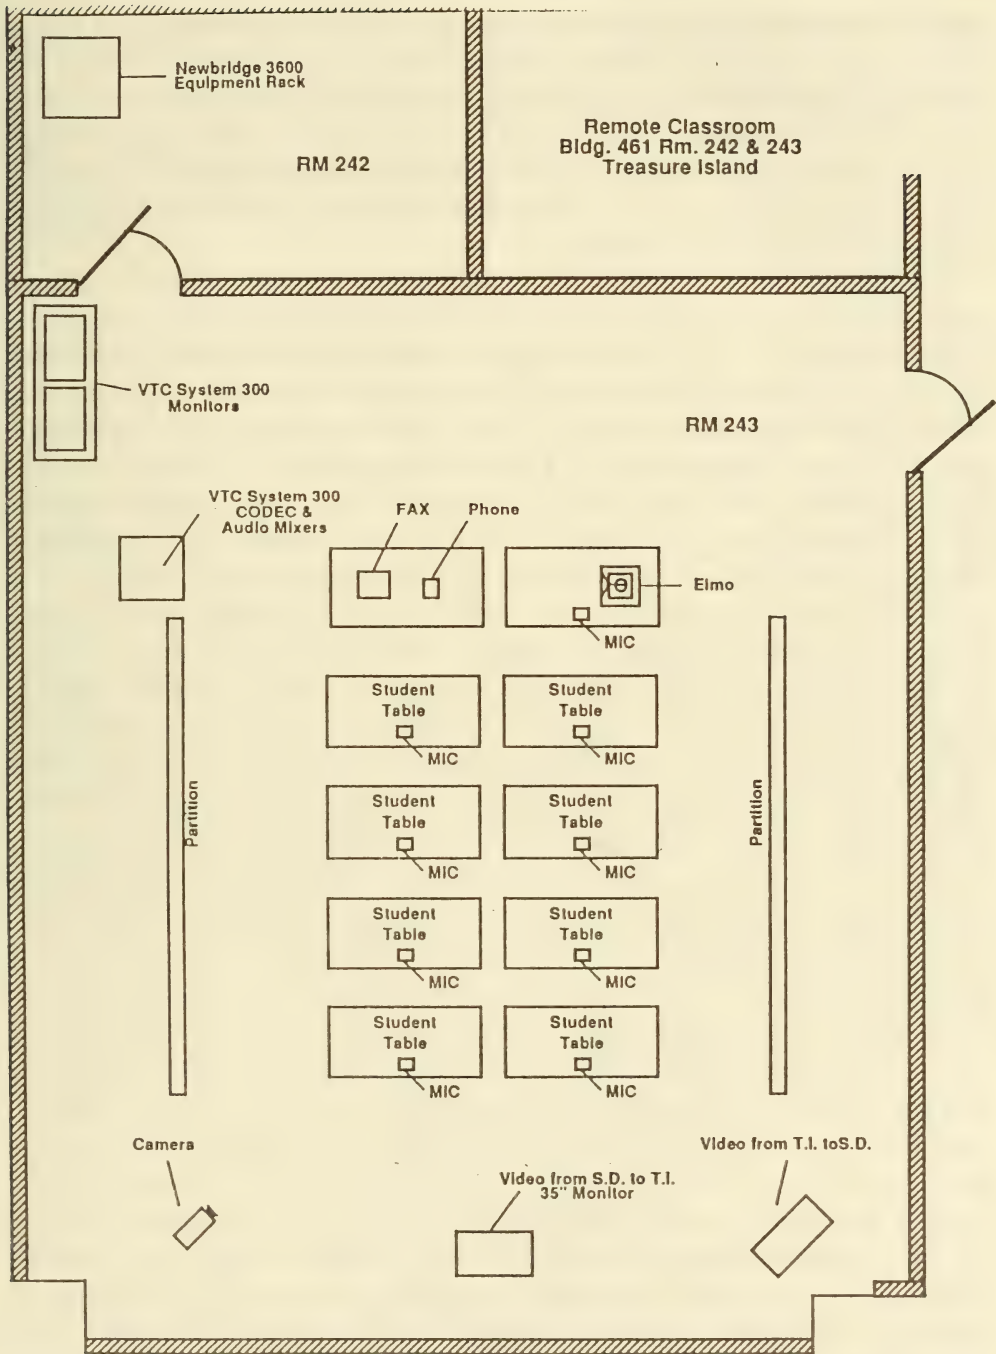 Newbridge 3600
Equipment Rack
Remote Classroom
Bldg. 461 Rm. 242 & 243
Treasure Island
RM 242
VTC System 300
Monitors
RM 243
VTC System 300
CODEC &
Audio Mixers
FAX
Phone
Elmo
MIC
Student
Table
MIC
Student
Table
MIC
Partition
Student
Table
MIC
Student
Table
MIC
Partition
Student
Table
MIC
Student
Table
MIC
Student
Table
MIC
Student
Table
MIC
Camera
Video from S.D. to T.I.
35" Monitor
Video from T.I. toS.D.